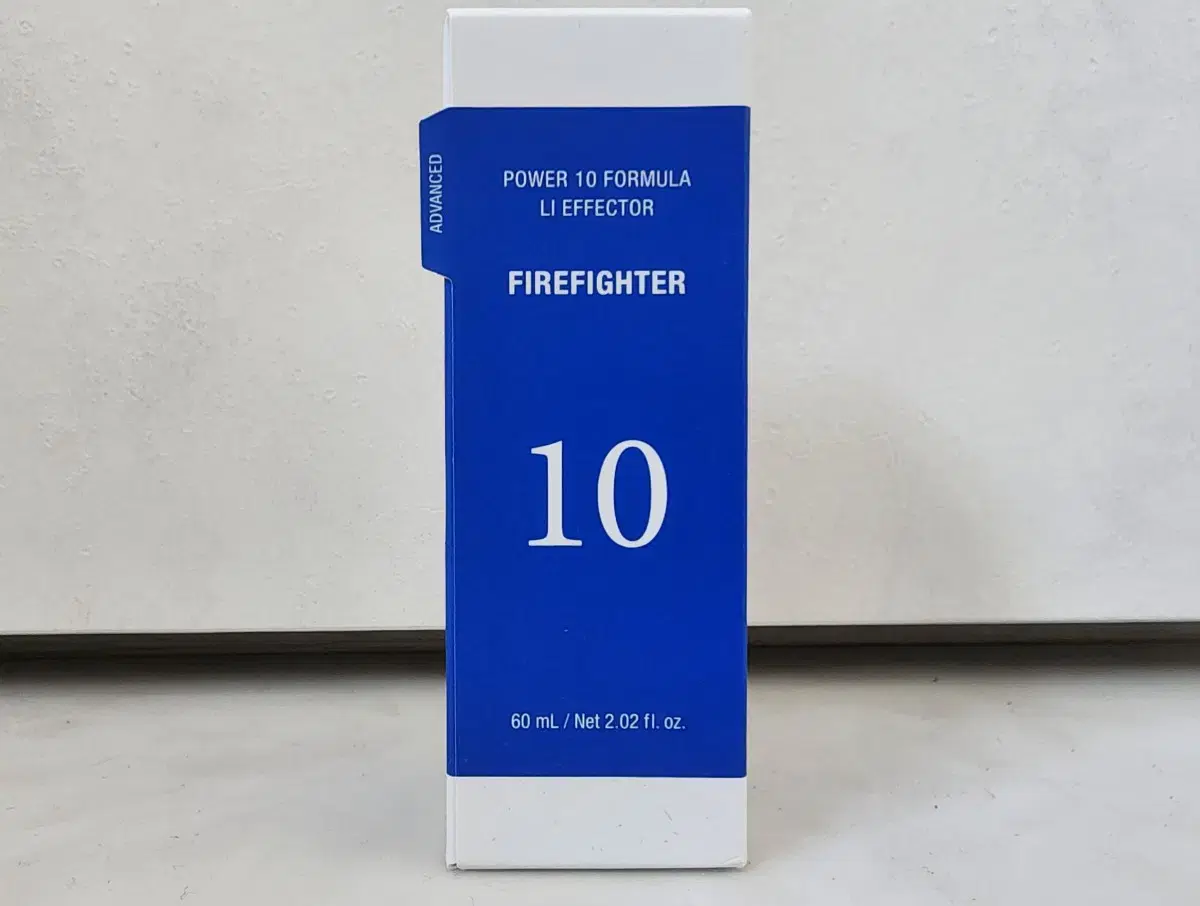 ADVANCED
POWER 10 FORMULA
LI EFFECTOR
FIREFIGHTER
10
60 mL / Net 2.02 fl. oz.